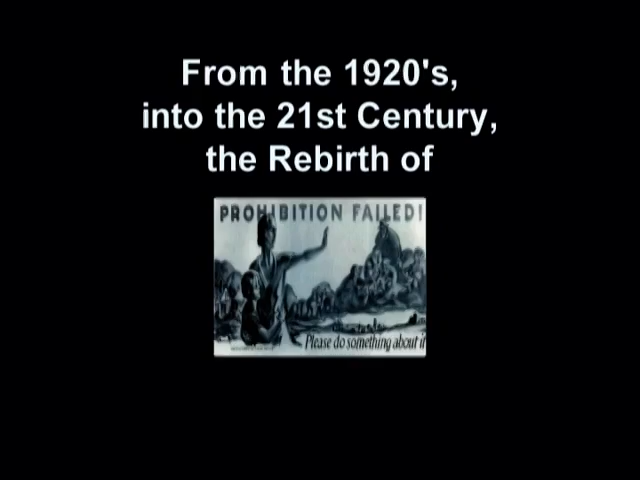 From the 1920's,
into the 21st Century,
the Rebirth of
PROHIBITION FAILED!
Please do something about it